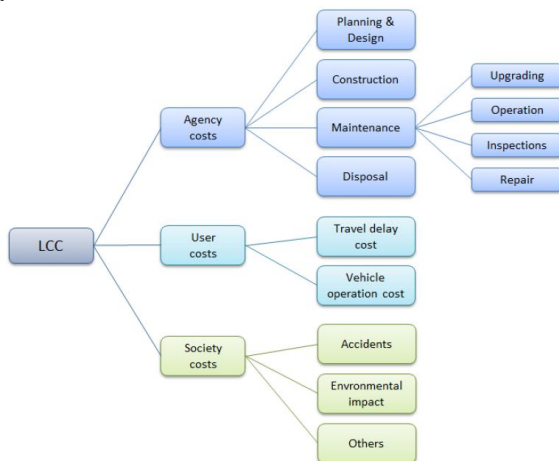 Planning &
Design
Construction
Agency
costs
Maintenance
Disposal
Upgrading
Operation
Inspections
Repair
LCC
User
costs
Travel delay
cost
Vehicle
operation cost
Society
costs
Accidents
Envronmental
impact
Others